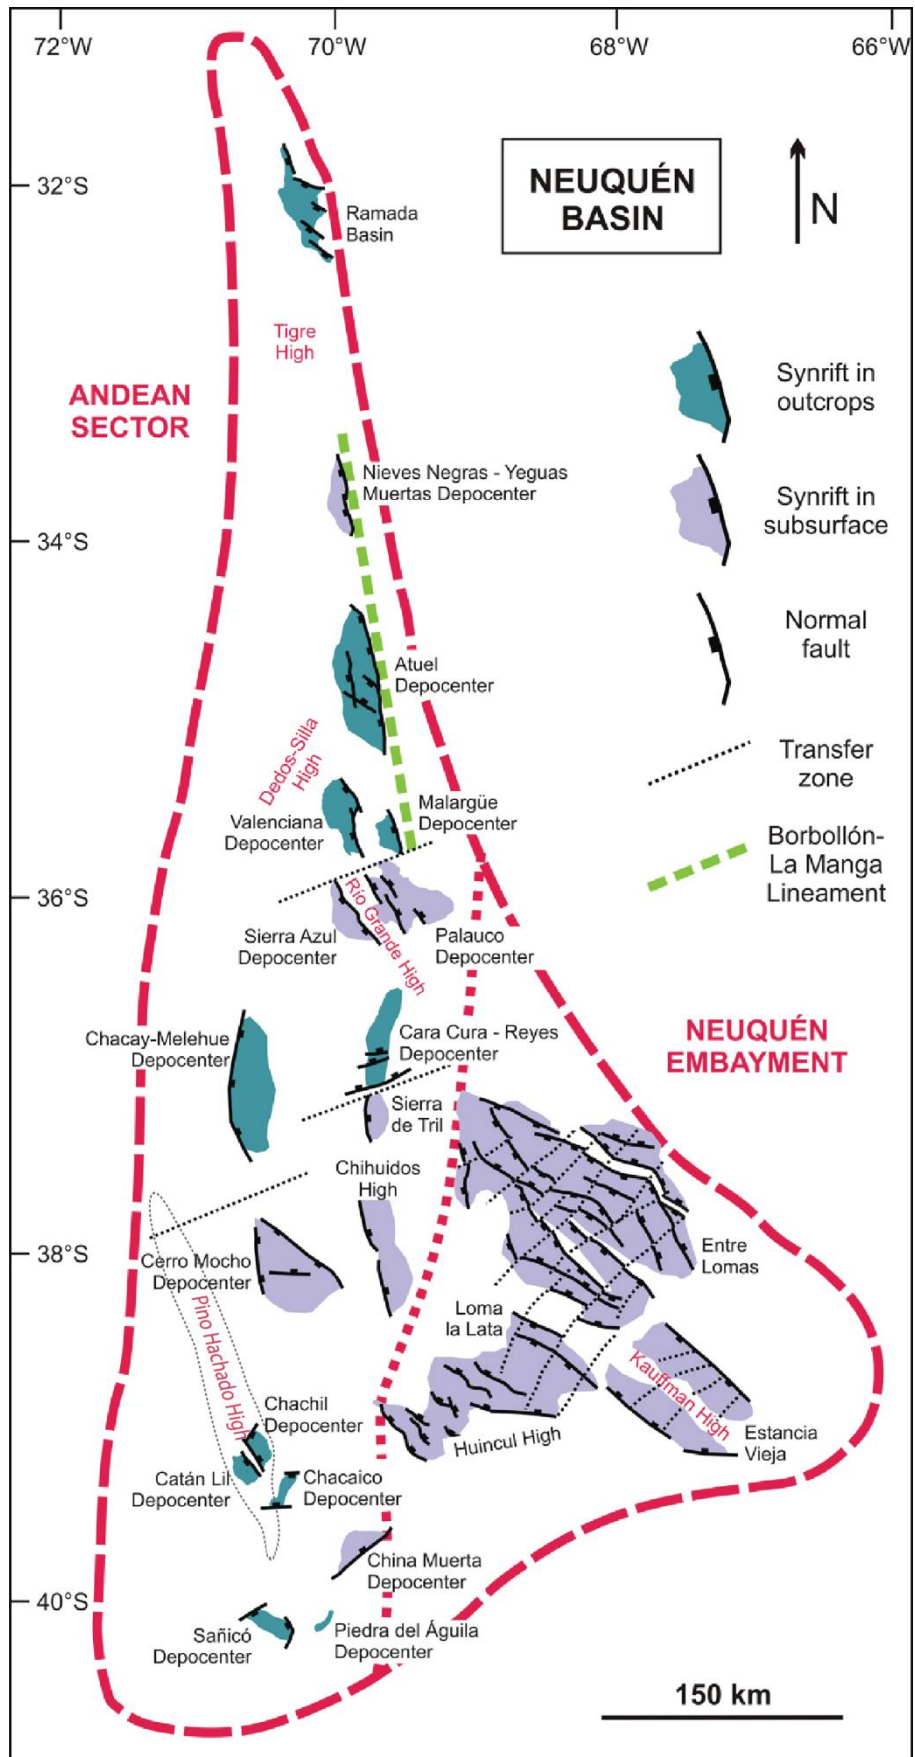 72°W
70°W
68°W
66°W
32°S
34°S
36°S
38°S
40°S
NEUQUÉN
BASIN
N
Ramada
Basin
Tigre
High
ANDEAN
SECTOR
Synrift in
outcrops
Nieves Negras - Yeguas
Muertas Depocenter
Synrift in
subsurface
Normal
fault
Atuel
Depocenter
Transfer
zone
Dedos-Silla
High
Malargüe
Depocenter
Valenciana
Depocenter
Borbollón-
La Manga
Lineament
Rio Grande High
Sierra Azul
Depocenter
Palauco
Depocenter
NEUQUÉN
EMBAYMENT
Chacay-Melehue
Depocenter
Cara Cura - Reyes
Depocenter
Sierra
de Tril
Chihuidos
High
Cerro Mocho
Depocenter
Entre
Lomas
Loma
la Lata
Pino Hachado High
Kauffman High
Chachil
Depocenter
Huincul High
Estancia
Vieja
Catán Lil
Depocenter
Chacaico
Depocenter
China Muerta
Depocenter
Sañicó
Depocenter
Piedra del Águila
Depocenter
150 km